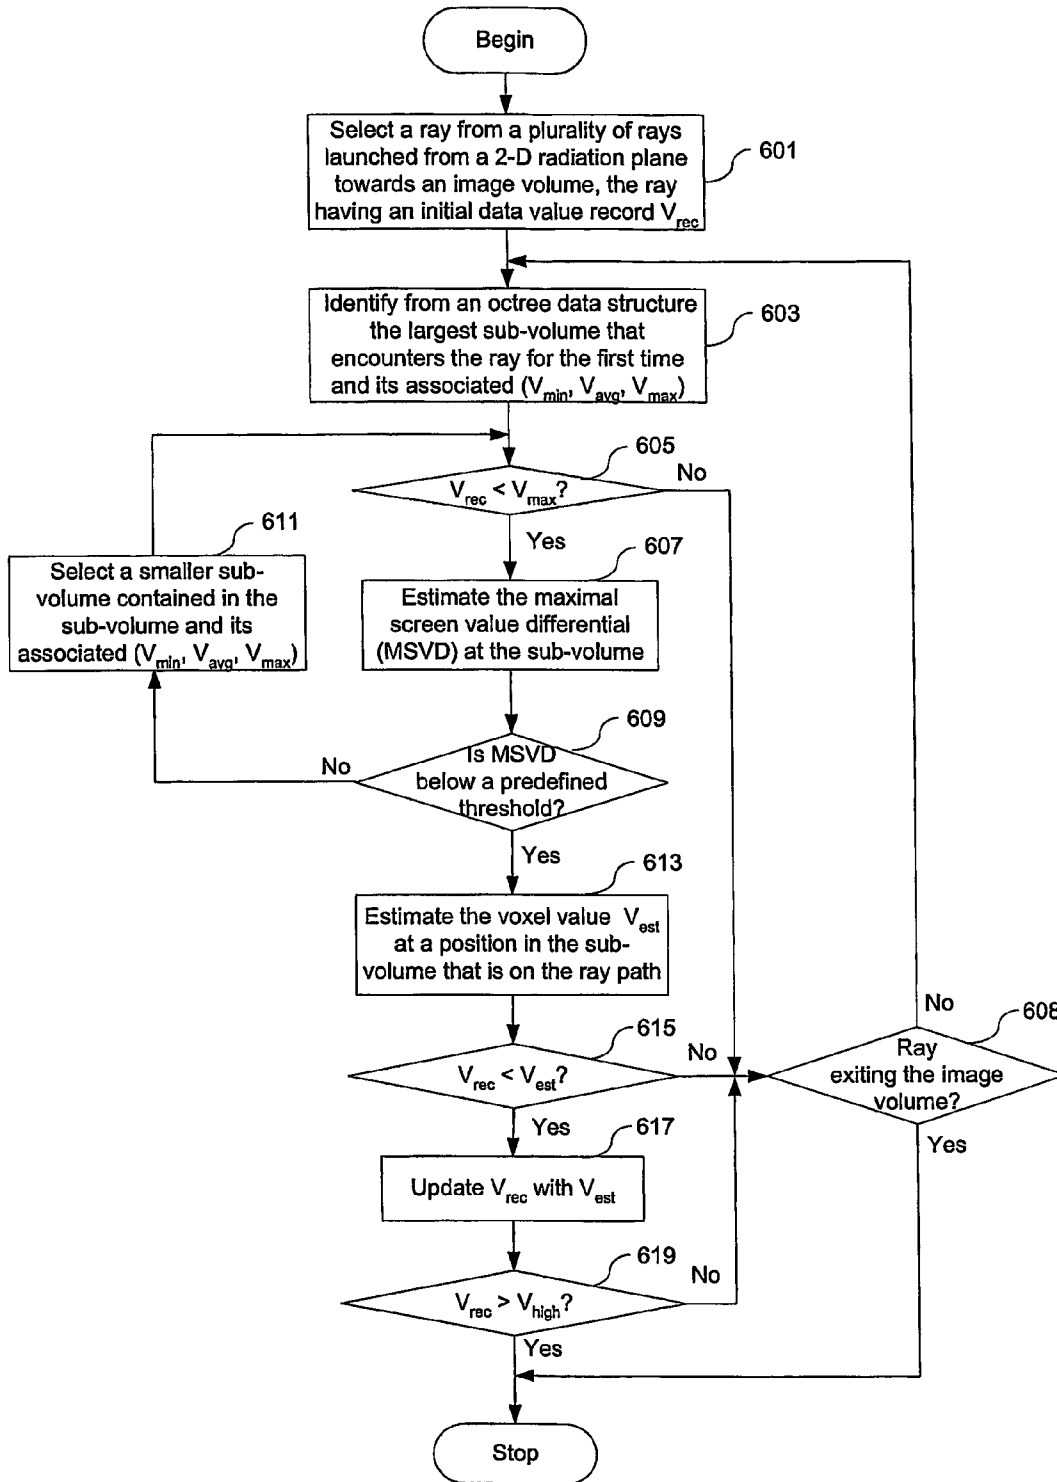 Begin
Select a ray from a plurality of rays
launched from a 2-D radiation plane
towards an image volume, the ray
having an initial data value record Vrec
601
Identify from an octree data structure
the largest sub-volume that
encounters the ray for the first time
and its associated (Vmin, Vavg, Vmax)
603
605
Vrec < Vmax?
No
Yes
611
Select a smaller sub-
volume contained in the
sub-volume and its
associated (Vmin, Vavg, Vmax)
607
Estimate the maximal
screen value differential
(MSVD) at the sub-volume
609
Is MSVD
below a predefined
threshold?
No
Yes
613
Estimate the voxel value Vest
at a position in the sub-
volume that is on the ray path
615
Vrec < Vest?
No
Yes
608
Ray
exiting the image
volume?
No
Yes
617
Update Vrec with Vest
619
Vrec > Vhigh?
No
Yes
Stop